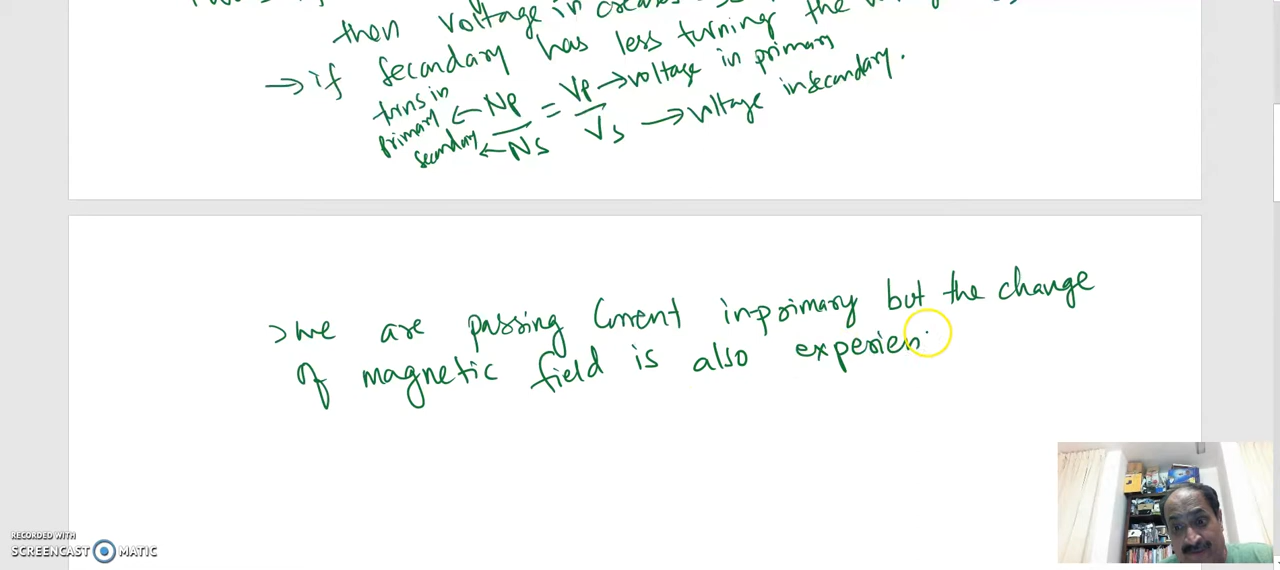 then voltage in
→ if secondary has less turning the
turns in primary ← Np / Ns = Vp / Vs → voltage in primary
secondary ← → voltage in secondary.
> we are passing Current in primary but the change
of magnetic field is also experien
RECORDED WITH
SCREENCAST MATIC